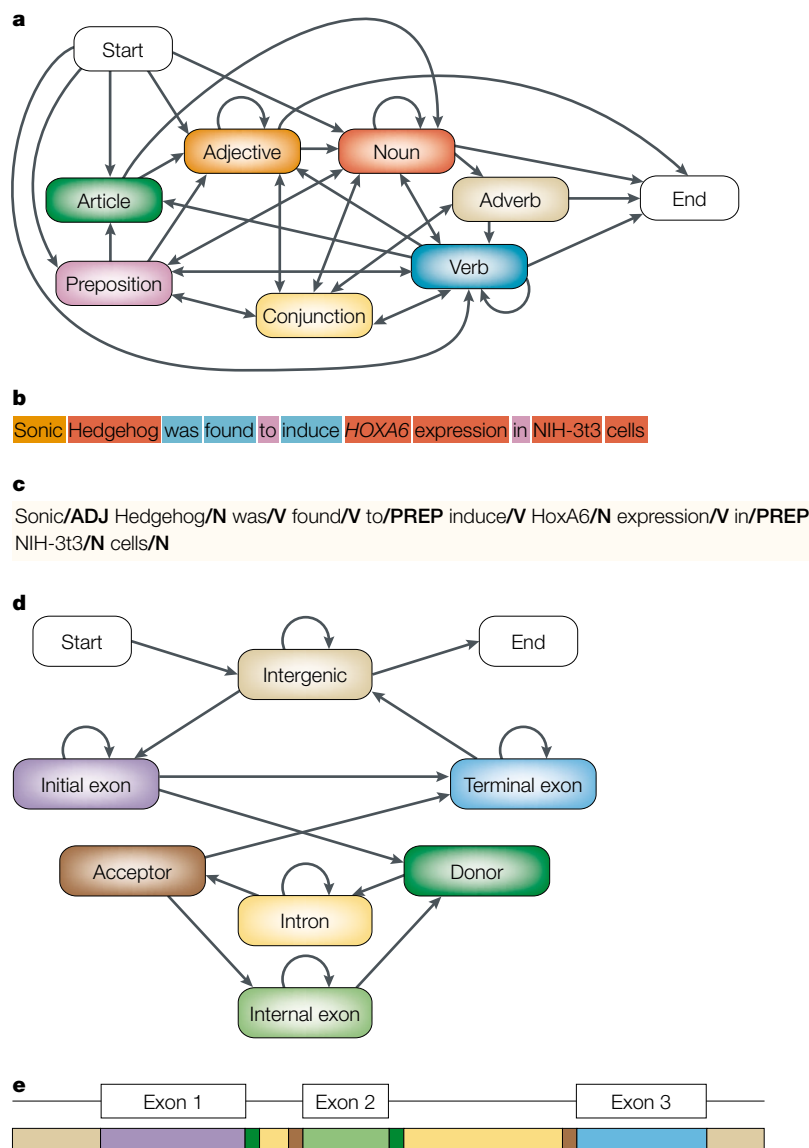 a
Start
Adjective
Noun
Article
Adverb
End
Preposition
Verb
Conjunction
b
Sonic Hedgehog was found to induce HOXA6 expression in NIH-3t3 cells
c
Sonic/ADJ Hedgehog/N was/V found/V to/PREP induce/V HoxA6/N expression/V in/PREP
NIH-3t3/N cells/N
d
Start
End
Intergenic
Initial exon
Terminal exon
Acceptor
Donor
Intron
Internal exon
e
Exon 1
Exon 2
Exon 3